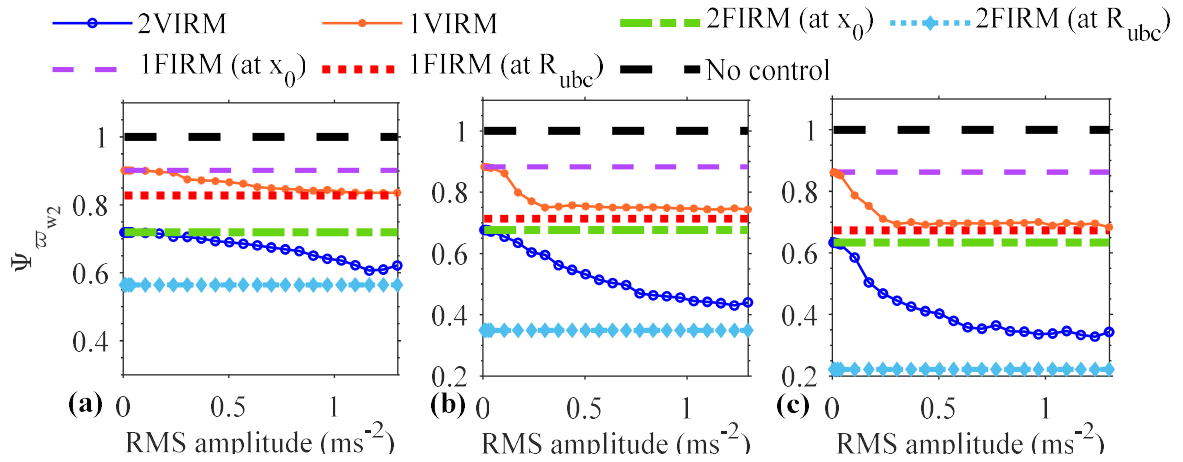 2VIRM 1VIRM 2FIRM (at x₀) 2FIRM (at R_ubc)
1FIRM (at x₀) 1FIRM (at R_ubc) No control
Ψ_ϖ_w2
1 1 1
0.8 0.8 0.8
0.6 0.6 0.6
0.4 0.4 0.4
0.2 0.2
(a) 0 0.5 1 (b) 0 0.5 1 (c) 0 0.5 1
RMS amplitude (ms⁻²) RMS amplitude (ms⁻²) RMS amplitude (ms⁻²)